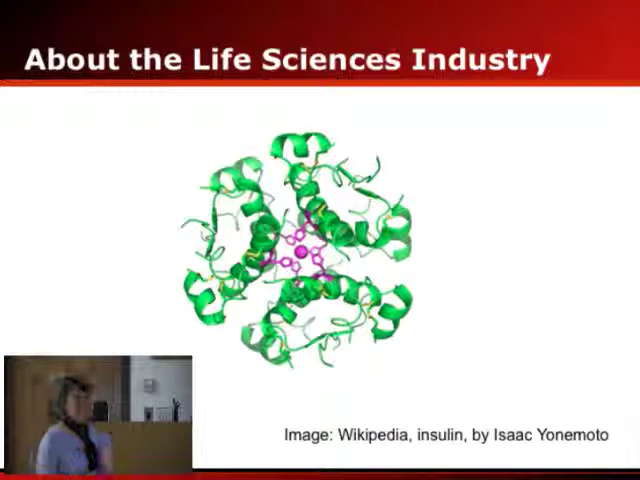 About the Life Sciences Industry
Image: Wikipedia, insulin, by Isaac Yonemoto